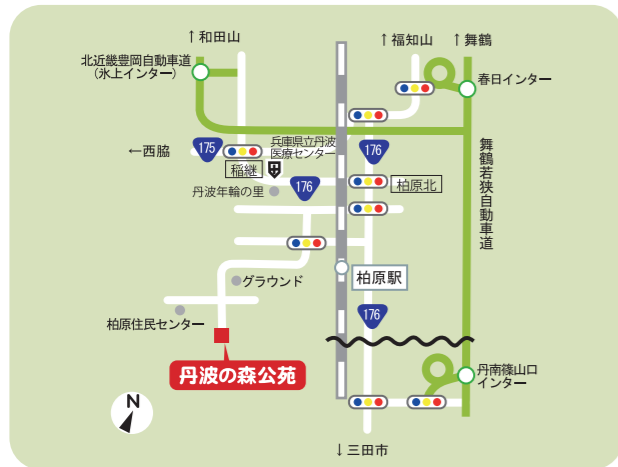 ↑和田山
↑福知山
↑舞鶴
北近畿豊岡自動車道
（氷上インター）
春日インター
←西脇
175
兵庫県立丹波
医療センター
176
稲継
丹波年輪の里
176
柏原北
舞鶴若狭自動車道
グラウンド
柏原駅
柏原住民センター
176
丹波の森公苑
丹南篠山口
インター
N
↓三田市